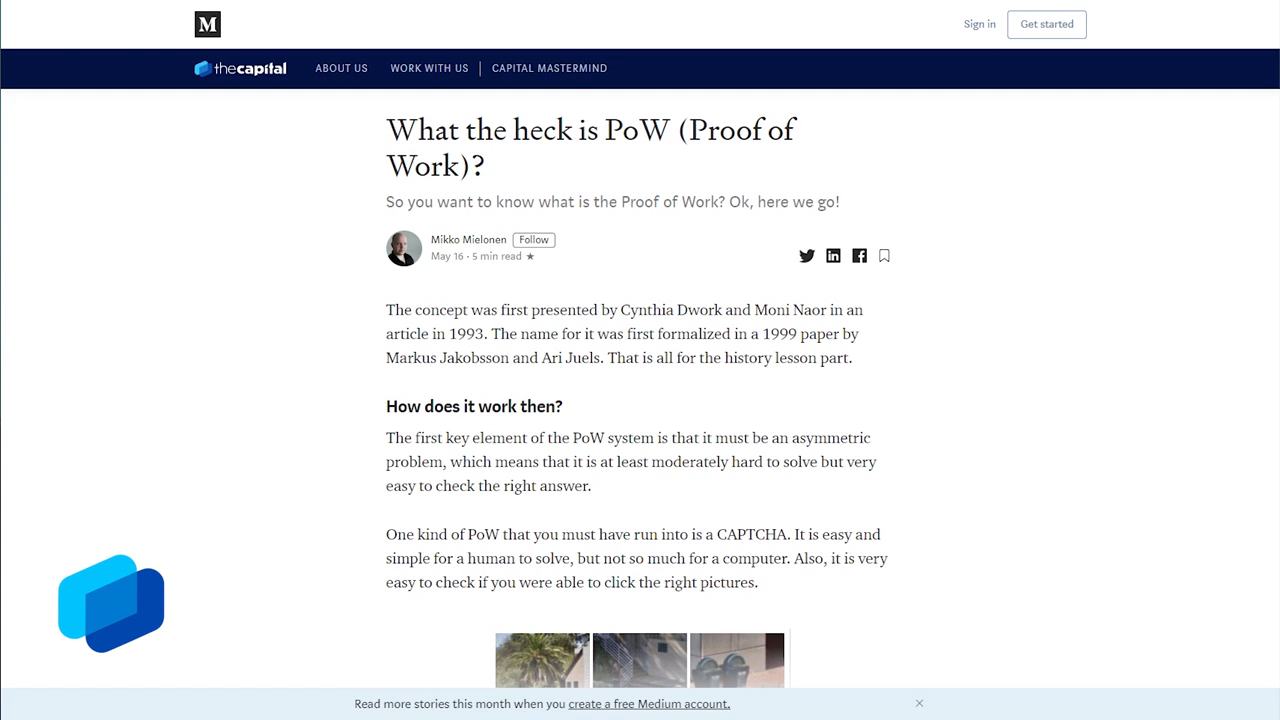 M
Sign in
Get started
thecapital
ABOUT US
WORK WITH US
CAPITAL MASTERMIND
What the heck is PoW (Proof of
Work)?
So you want to know what is the Proof of Work? Ok, here we go!
Mikko Mielonen
Follow
May 16 · 5 min read ★
The concept was first presented by Cynthia Dwork and Moni Naor in an
article in 1993. The name for it was first formalized in a 1999 paper by
Markus Jakobsson and Ari Juels. That is all for the history lesson part.
How does it work then?
The first key element of the PoW system is that it must be an asymmetric
problem, which means that it is at least moderately hard to solve but very
easy to check the right answer.
One kind of PoW that you must have run into is a CAPTCHA. It is easy and
simple for a human to solve, but not so much for a computer. Also, it is very
easy to check if you were able to click the right pictures.
Read more stories this month when you create a free Medium account.